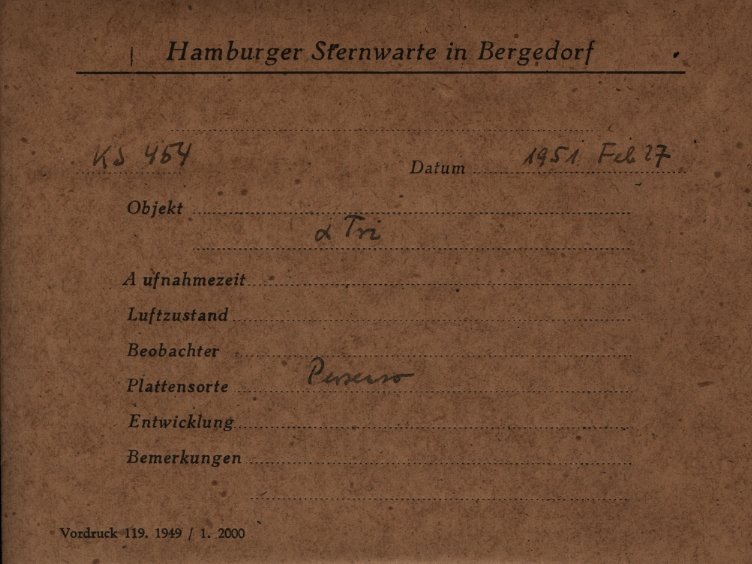 Hamburger Sternwarte in Bergedorf
KS 454
Datum 1951 Feb 27
Objekt
α Tri
Aufnahmezeit
Luftzustand
Beobachter
Plattensorte
Entwicklung
Bemerkungen
Vordruck 119. 1949 / 1. 2000